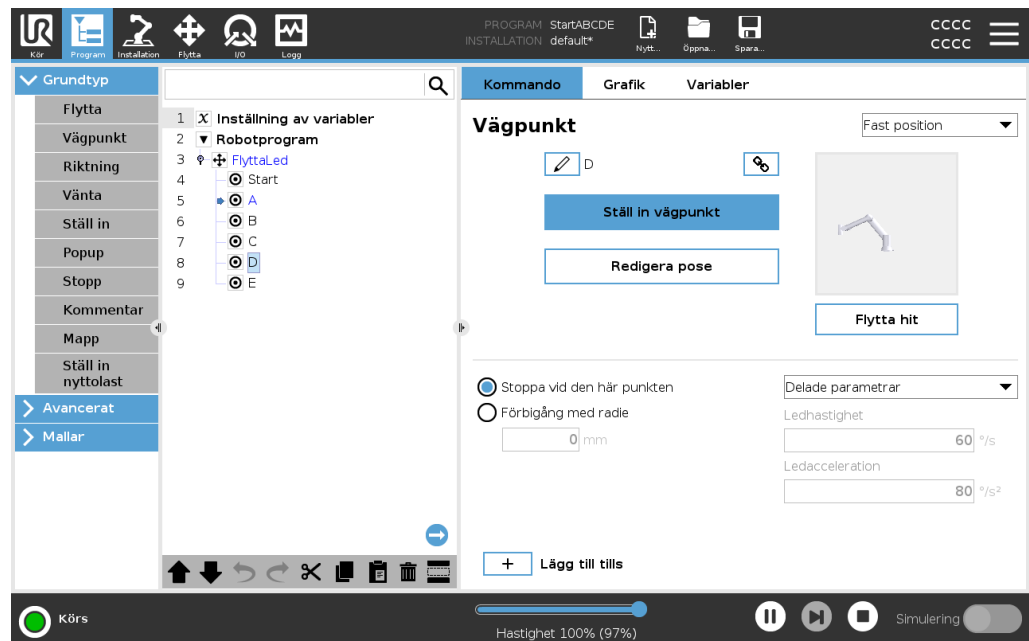 UR
PROGRAM StartABCDE
INSTALLATION default*
Kör
Program
Installation
Flytta
I/O
Logg
Nytt...
Öppna...
Spara...
CCCC
CCCC
Grundtyp
Flytta
Vägpunkt
Riktning
Vänta
Ställ in
Popup
Stopp
Kommentar
Mapp
Ställ in
nyttolast
Avancerat
Mallar
1 X Inställning av variabler
2 Robotprogram
3 FlyttaLed
4 Start
5 A
6 B
7 C
8 D
9 E
Kommando
Grafik
Variabler
Vägpunkt
Fast position
D
Ställ in vägpunkt
Redigera pose
Flytta hit
Stoppa vid den här punkten
Förbigång med radie
0 mm
Delade parametrar
Ledhastighet
60 °/s
Ledacceleration
80 °/s²
+ Lägg till tills
Körs
Hastighet 100% (97%)
Simulering